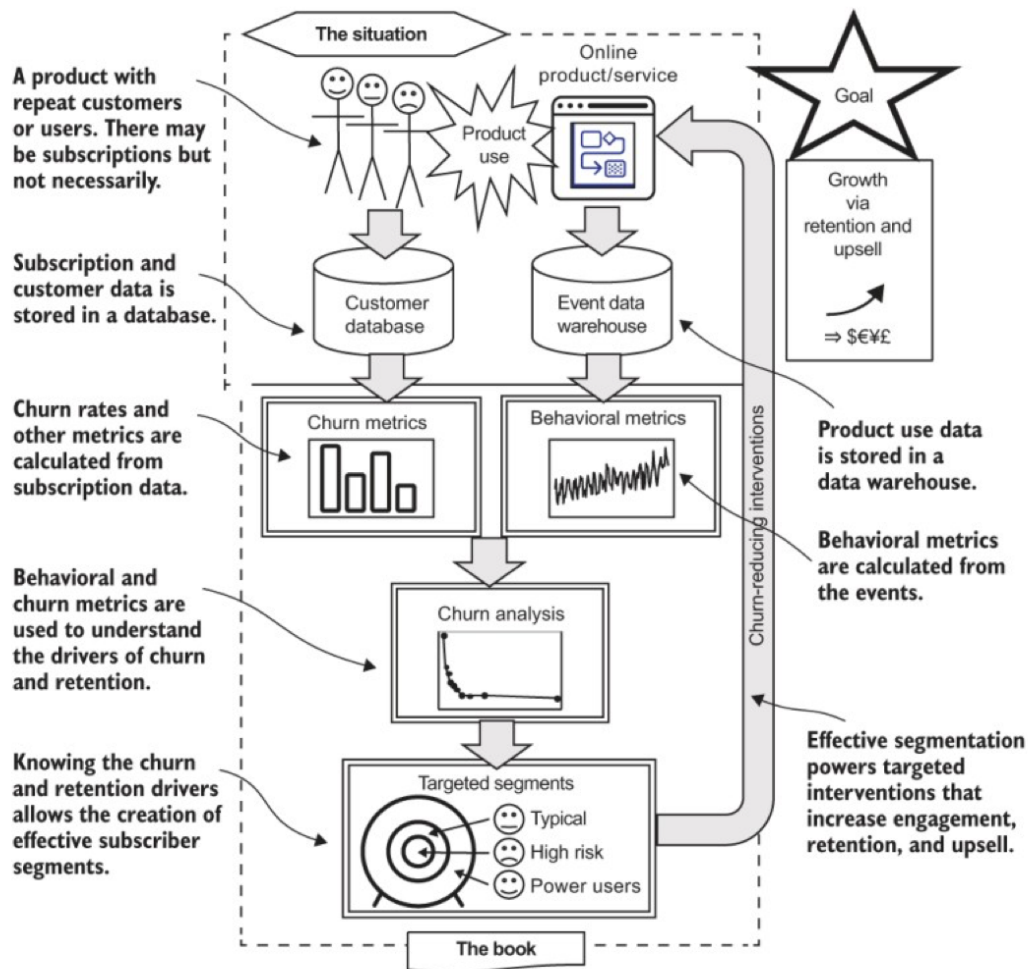 The situation
A product with
repeat customers
or users. There may
be subscriptions but
not necessarily.
Product
use
Online
product/service
Goal
Growth
via
retention and
upsell
⇒ $€¥£
Subscription and
customer data is
stored in a database.
Customer
database
Event data
warehouse
Churn rates and
other metrics are
calculated from
subscription data.
Churn metrics
Behavioral metrics
Product use data
is stored in a
data warehouse.
Behavioral metrics
are calculated from
the events.
Churn-reducing interventions
Behavioral and
churn metrics are
used to understand
the drivers of churn
and retention.
Churn analysis
Knowing the churn
and retention drivers
allows the creation of
effective subscriber
segments.
Targeted segments
Typical
High risk
Power users
Effective segmentation
powers targeted
interventions that
increase engagement,
retention, and upsell.
The book